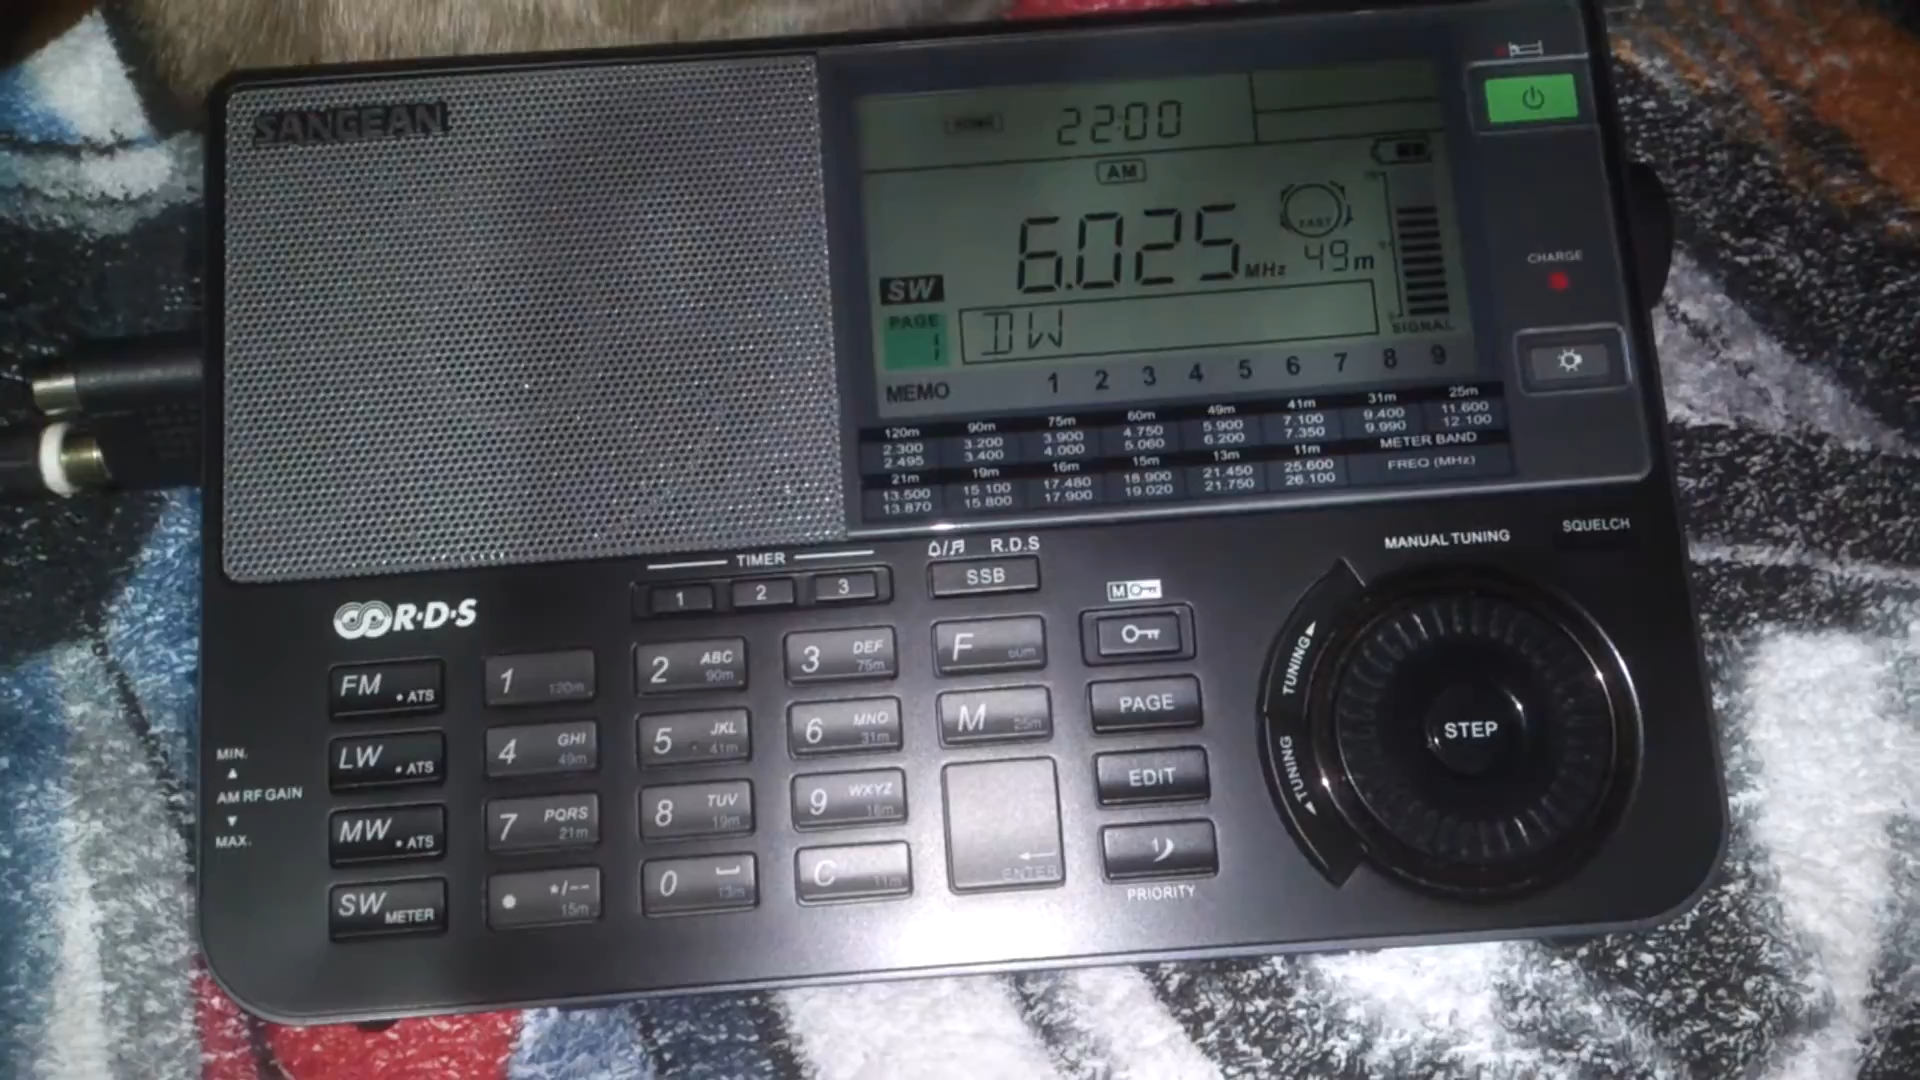 SANGEAN
HOME 22:00
AM
6.025 MHz
FAST
49m
SW
PAGE
1
DW
SIGNAL
MEMO 1 2 3 4 5 6 7 8 9
120m 90m 75m 60m 49m 41m 31m 25m
2.300 3.200 3.900 4.750 5.900 7.100 9.400 11.600
2.495 3.400 4.000 5.060 6.200 7.350 9.990 12.100
21m 19m 16m 15m 13m 11m METER BAND
13.500 15.100 17.480 18.900 21.450 25.600 FREQ (MHz)
13.870 15.800 17.900 19.020 21.750 26.100
CHARGE
TIMER
1 2 3
R.D.S
SSB
MANUAL TUNING
SQUELCH
R·D·S
M
FM • ATS
1 120m
2 ABC 90m
3 DEF 75m
F 60m
LW • ATS
4 GHI 49m
5 JKL 41m
6 MNO 31m
M 25m
PAGE
MW • ATS
7 PQRS 21m
8 TUV 19m
9 WXYZ 16m
ENTER
EDIT
SW METER
*/-- 15m
0 13m
C 11m
1
PRIORITY
MIN.
AM RF GAIN
MAX.
TUNING
TUNING
STEP